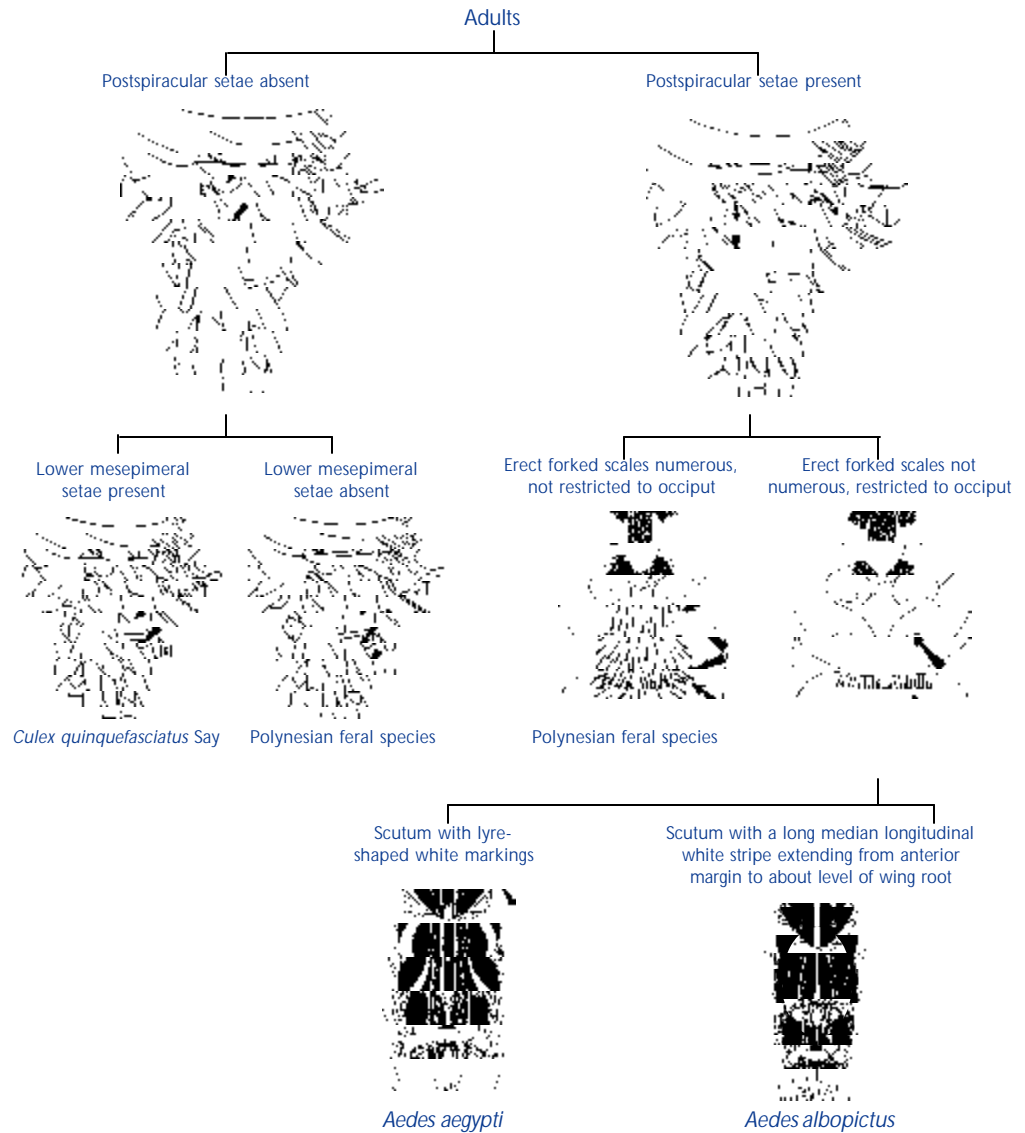 Adults
Postspiracular setae absent
Postspiracular setae present
Lower mesepimeral
setae present
Lower mesepimeral
setae absent
Erect forked scales numerous,
not restricted to occiput
Erect forked scales not
numerous, restricted to occiput
Culex quinquefasciatus Say
Polynesian feral species
Polynesian feral species
Scutum with lyre-
shaped white markings
Scutum with a long median longitudinal
white stripe extending from anterior
margin to about level of wing root
Aedes aegypti
Aedes albopictus